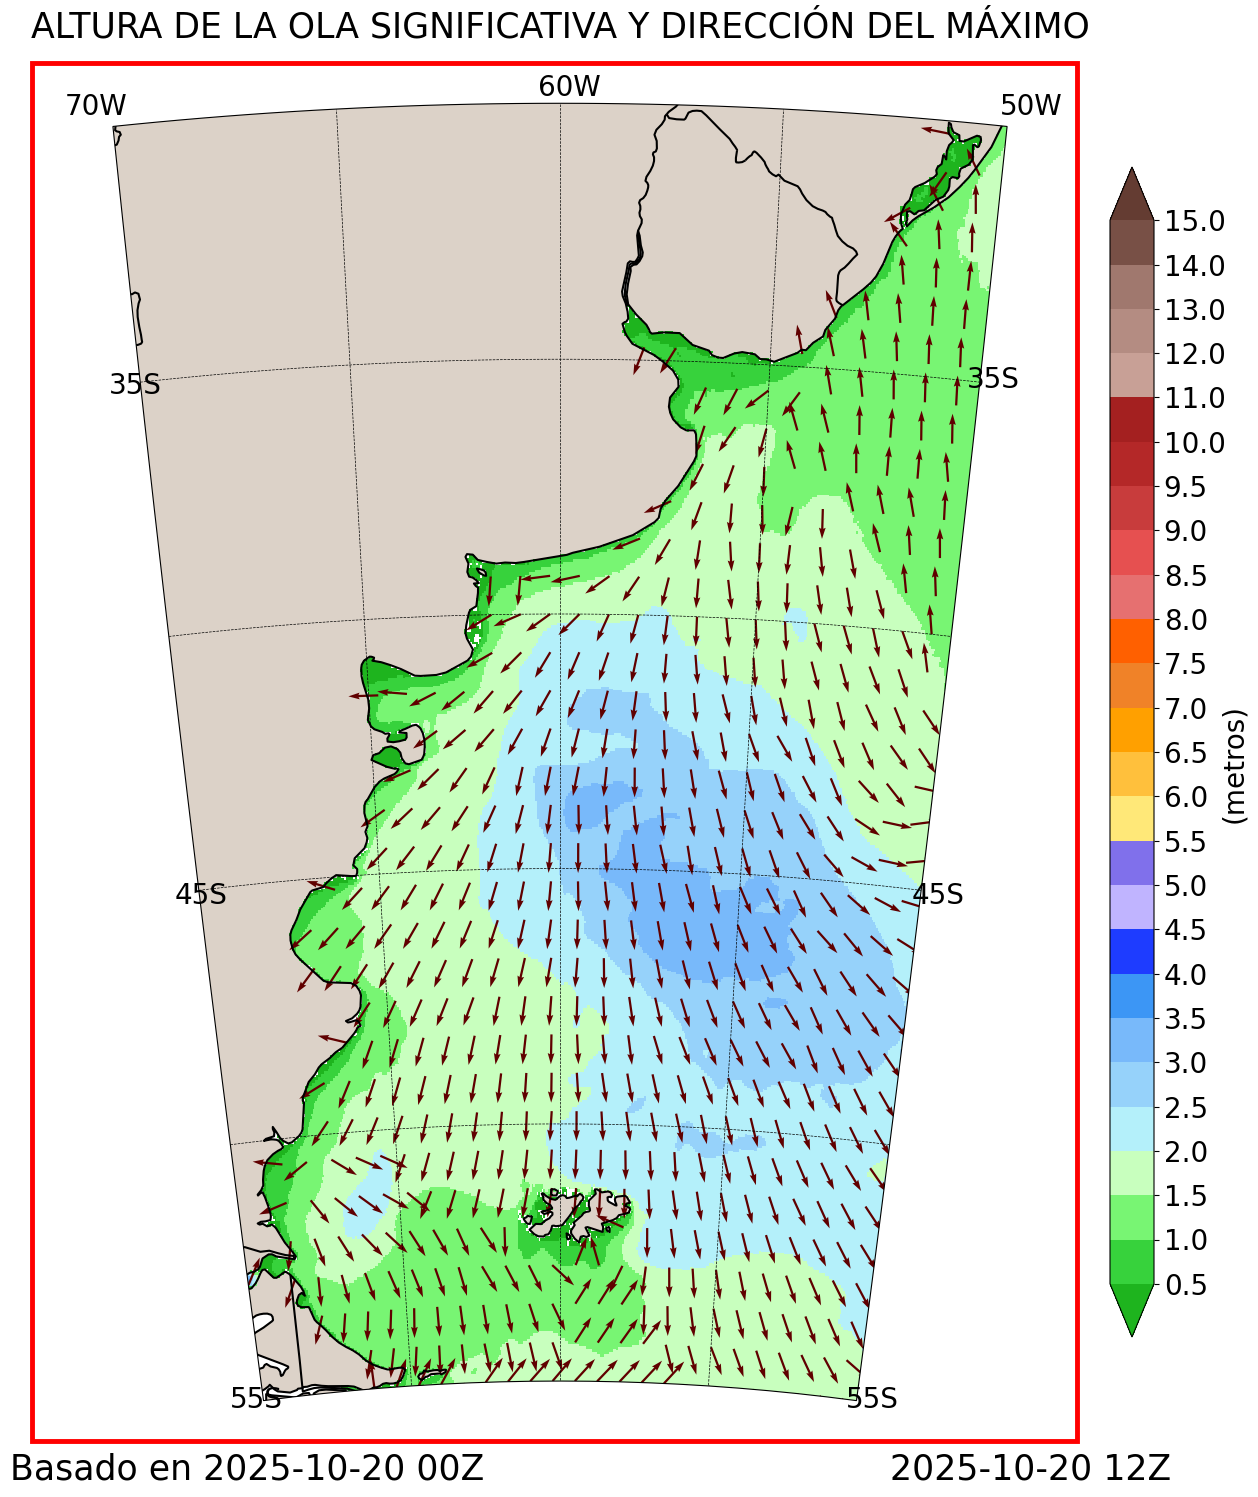 ALTURA DE LA OLA SIGNIFICATIVA Y DIRECCIÓN DEL MÁXIMO
70W
60W
50W
35S
35S
45S
45S
55S
55S
15.0
14.0
13.0
12.0
11.0
10.0
9.5
9.0
8.5
8.0
7.5
7.0
6.5
6.0
5.5
5.0
4.5
4.0
3.5
3.0
2.5
2.0
1.5
1.0
0.5
(metros)
Basado en 2025-10-20 00Z
2025-10-20 12Z